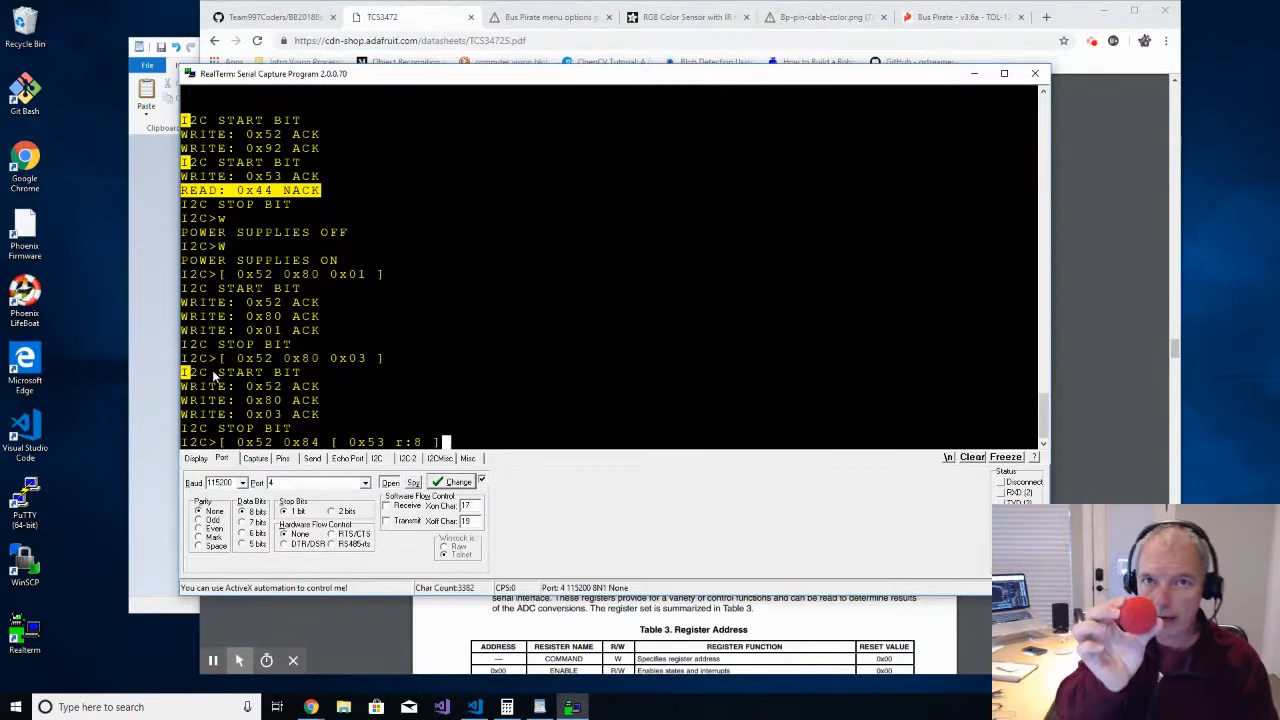 Recycle Bin
Git Bash
Google Chrome
Phoenix Firmware
Phoenix LifeBoat
Microsoft Edge
Visual Studio Code
PuTTY (64-bit)
WinSCP
Realterm
Team997Coders/BB2018Ba
TCS3472
Bus Pirate menu options g
RGB Color Sensor with IR
Bp-pin-cable-color.png
Bus Pirate - v3.6a - TOL-12
https://cdn-shop.adafruit.com/datasheets/TCS34725.pdf
File
Paste
Clipboard
RealTerm: Serial Capture Program 2.0.0.70
I2C START BIT
WRITE: 0x52 ACK
WRITE: 0x92 ACK
I2C START BIT
WRITE: 0x53 ACK
READ: 0x44 NACK
I2C STOP BIT
I2C>w
POWER SUPPLIES OFF
I2C>W
POWER SUPPLIES ON
I2C>[ 0x52 0x80 0x01 ]
I2C START BIT
WRITE: 0x52 ACK
WRITE: 0x80 ACK
WRITE: 0x01 ACK
I2C STOP BIT
I2C>[ 0x52 0x80 0x03 ]
I2C START BIT
WRITE: 0x52 ACK
WRITE: 0x80 ACK
WRITE: 0x03 ACK
I2C STOP BIT
I2C>[ 0x52 0x84 [ 0x53 r:8 ]
Display Port Capture Pins Send Echo Port I2C I2C-2 I2CMisc Misc
\n Clear Freeze ?
Baud 115200 Port 4 Open Spy Change
Parity
None
Odd
Even
Mark
Space
Data Bits
8 bits
7 bits
6 bits
5 bits
Stop Bits
1 bit 2 bits
Hardware Flow Control
None RTS/CTS
DTR/DSR RS485-rts
Software Flow Control
Receive Xon Char: 17
Transmit Xoff Char: 19
Winsock is:
Raw
Telnet
Status
Disconnect
RXD (2)
You can use ActiveX automation to control me!
Char Count:3382
CPS:0
Port: 4 115200 8N1 None
serial interface. These registers provide for a variety of control functions and can be read to determine results
of the ADC conversions. The register set is summarized in Table 3.
Table 3. Register Address
ADDRESS RESISTER NAME R/W REGISTER FUNCTION RESET VALUE
— COMMAND W Specifies register address 0x00
0x00 ENABLE R/W Enables states and interrupts 0x00
Type here to search